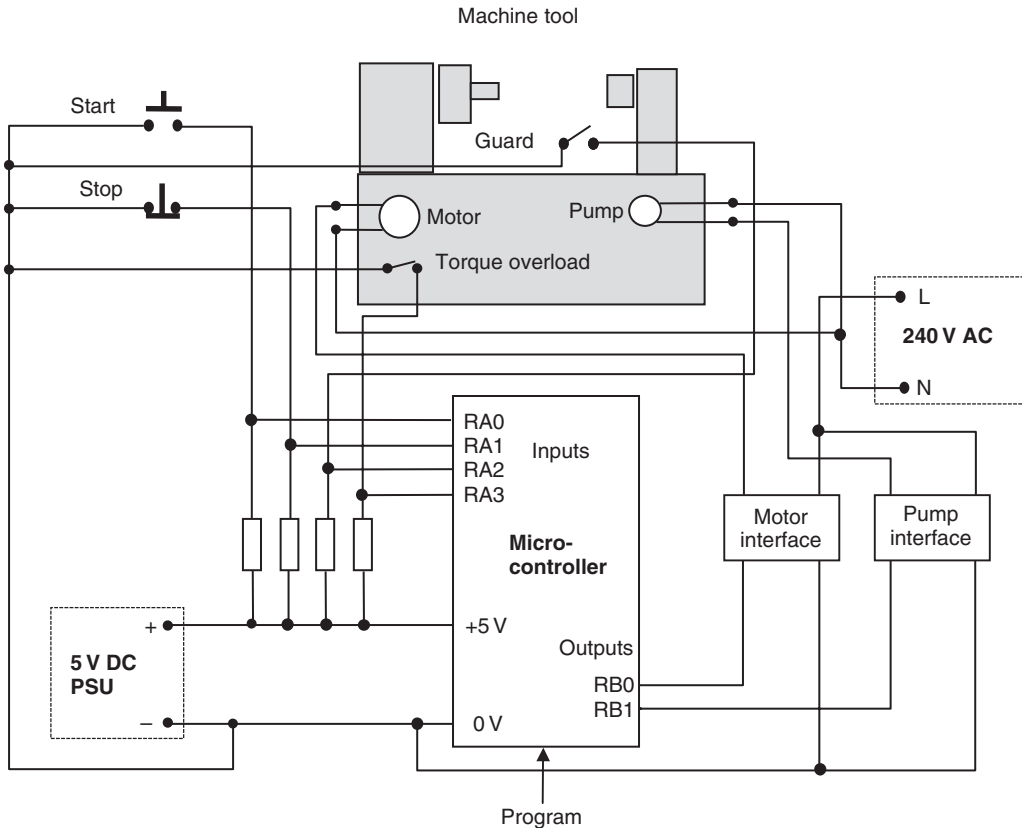 Machine tool
Start
Guard
Stop
Motor
Pump
Torque overload
L
240 V AC
N
RA0
RA1
RA2
RA3
Inputs
Micro-
controller
Motor
interface
Pump
interface
+
5 V DC
PSU
–
+5 V
Outputs
RB0
RB1
0 V
Program